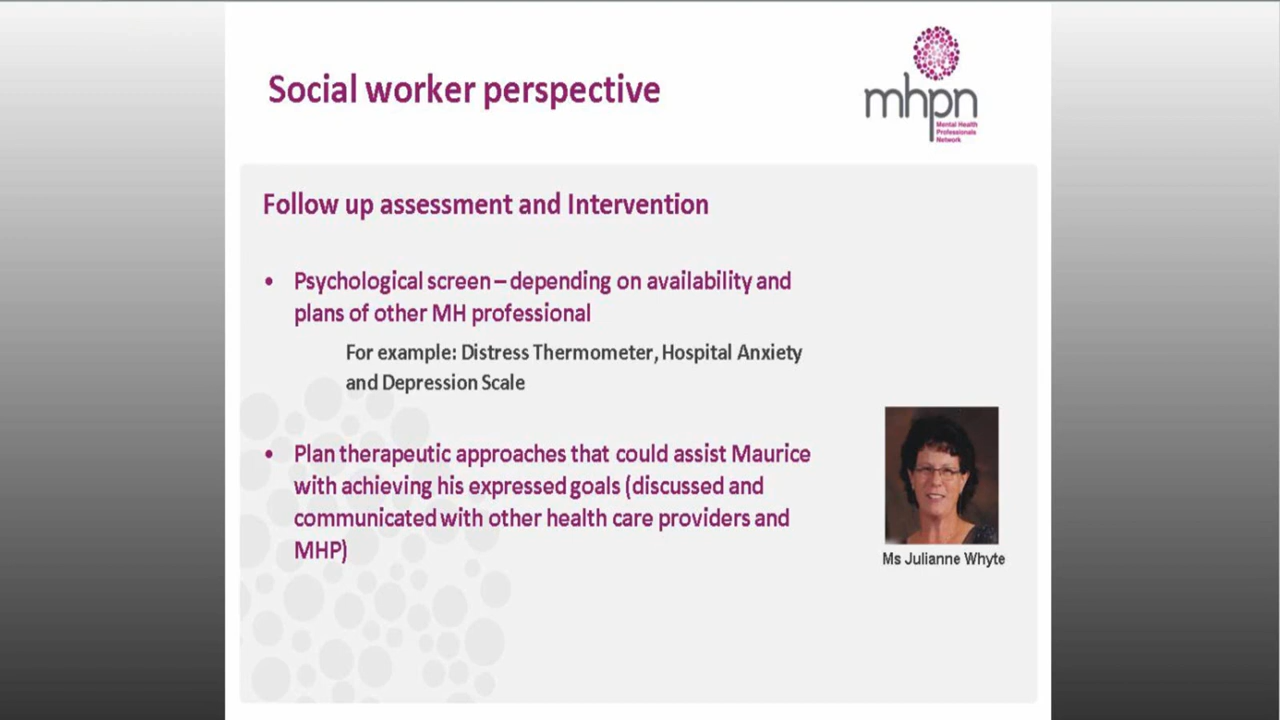 Social worker perspective
mhpn
Mental Health
Professionals
Network
Follow up assessment and Intervention
• Psychological screen – depending on availability and
plans of other MH professional
For example: Distress Thermometer, Hospital Anxiety
and Depression Scale
• Plan therapeutic approaches that could assist Maurice
with achieving his expressed goals (discussed and
communicated with other health care providers and
MHP)
Ms Julianne Whyte